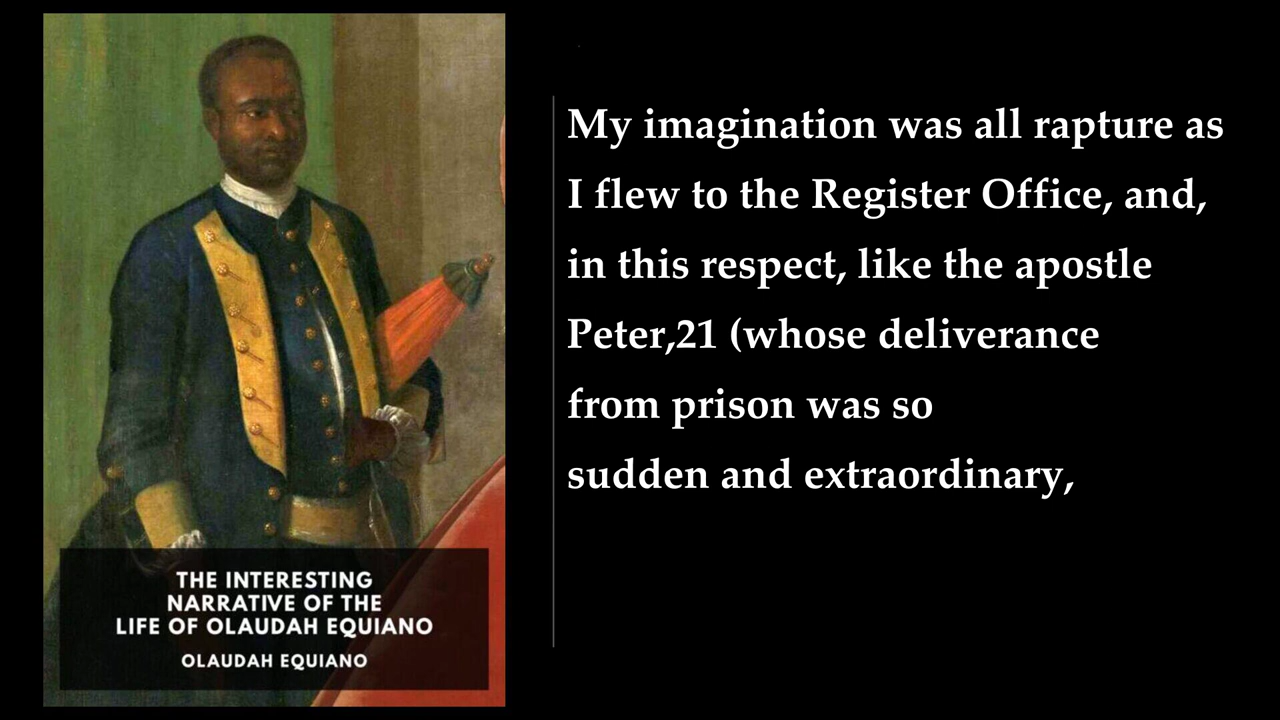 THE INTERESTING
NARRATIVE OF THE
LIFE OF OLAUDAH EQUIANO
OLAUDAH EQUIANO
My imagination was all rapture as
I flew to the Register Office, and,
in this respect, like the apostle
Peter,21 (whose deliverance
from prison was so
sudden and extraordinary,